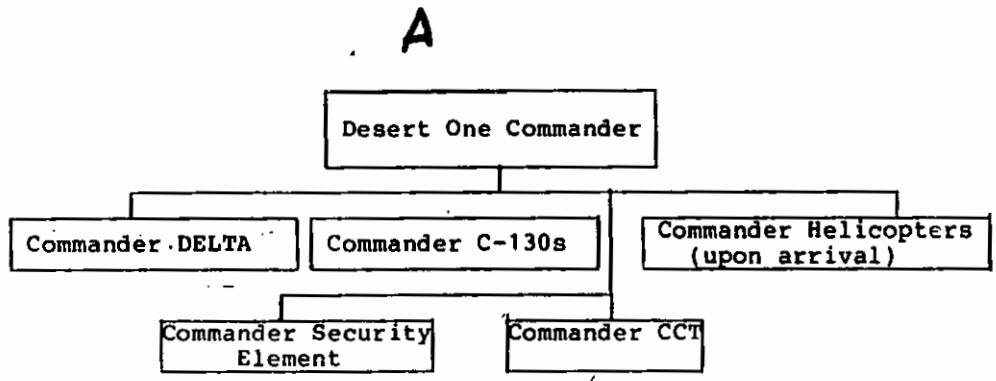 A
Desert One Commander
Commander DELTA
Commander C-130s
Commander Helicopters
(upon arrival)
Commander Security
Element
Commander CCT